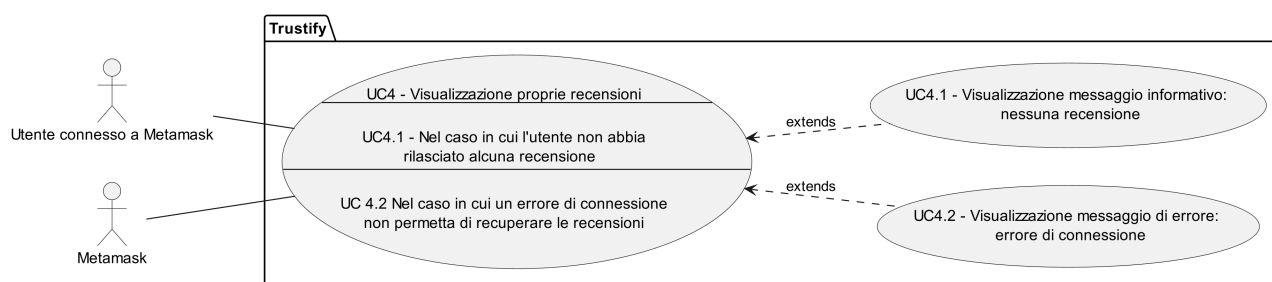 Trustify
Utente connesso a Metamask
Metamask
UC4 - Visualizzazione proprie recensioni
UC4.1 - Nel caso in cui l'utente non abbia
rilasciato alcuna recensione
UC 4.2 Nel caso in cui un errore di connessione
non permetta di recuperare le recensioni
extends
extends
UC4.1 - Visualizzazione messaggio informativo:
nessuna recensione
UC4.2 - Visualizzazione messaggio di errore:
errore di connessione